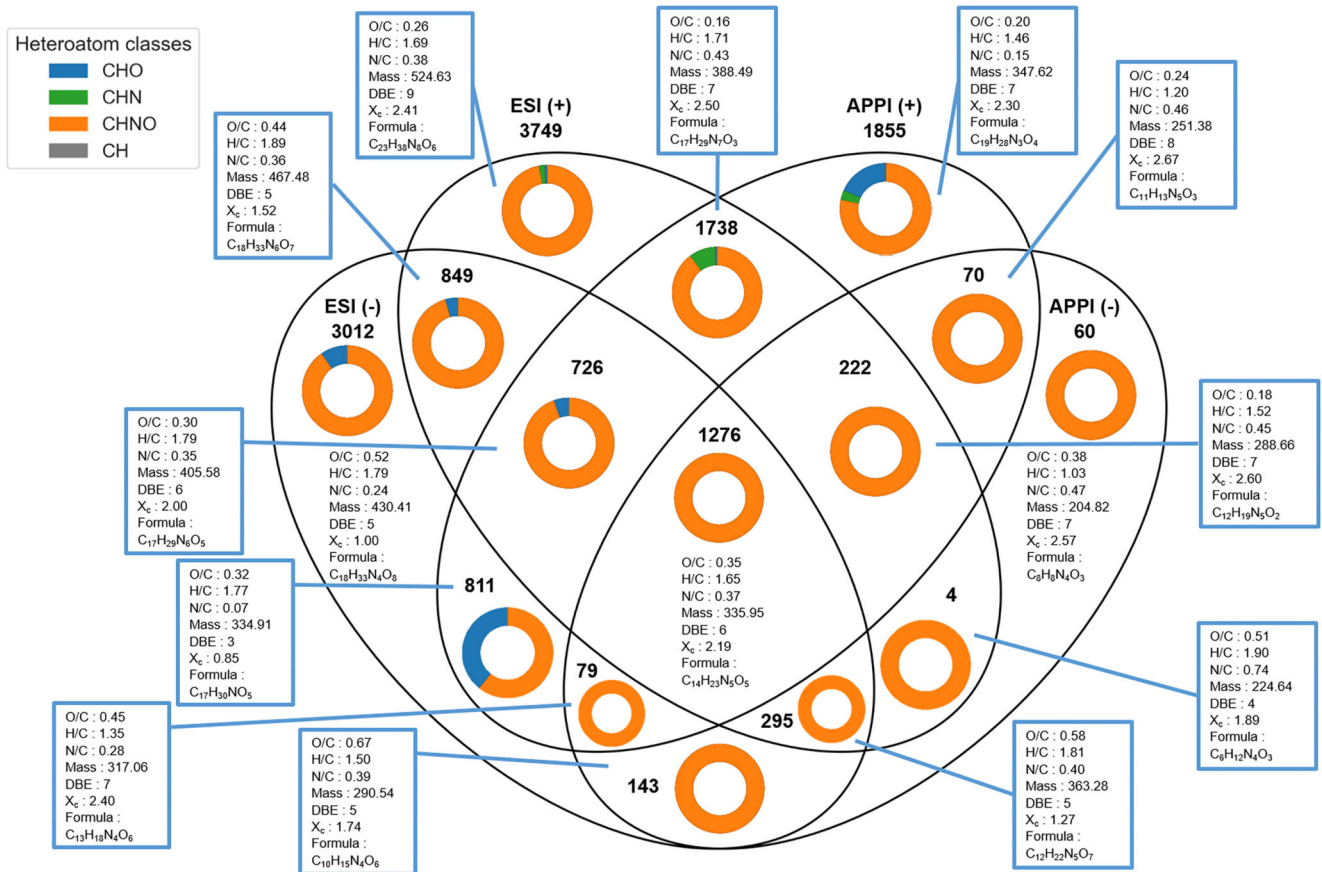 Heteroatom classes
CHO
CHN
CHNO
CH
O/C : 0.26
H/C : 1.69
N/C : 0.38
Mass : 524.63
DBE : 9
Xc : 2.41
Formula :
C23H38N8O6
O/C : 0.16
H/C : 1.71
N/C : 0.43
Mass : 388.49
DBE : 7
Xc : 2.50
Formula :
C17H29N7O3
O/C : 0.20
H/C : 1.46
N/C : 0.15
Mass : 347.62
DBE : 7
Xc : 2.30
Formula :
C19H28N3O4
O/C : 0.24
H/C : 1.20
N/C : 0.46
Mass : 251.38
DBE : 8
Xc : 2.67
Formula :
C11H13N5O3
O/C : 0.44
H/C : 1.89
N/C : 0.36
Mass : 467.48
DBE : 5
Xc : 1.52
Formula :
C18H33N6O7
ESI (+)
3749
APPI (+)
1855
1738
849
70
ESI (-)
3012
APPI (-)
60
726
222
1276
O/C : 0.30
H/C : 1.79
N/C : 0.35
Mass : 405.58
DBE : 6
Xc : 2.00
Formula :
C17H29N6O5
O/C : 0.52
H/C : 1.79
N/C : 0.24
Mass : 430.41
DBE : 5
Xc : 1.00
Formula :
C18H33N4O8
O/C : 0.38
H/C : 1.03
N/C : 0.47
Mass : 204.82
DBE : 7
Xc : 2.57
Formula :
C8H8N4O3
O/C : 0.18
H/C : 1.52
N/C : 0.45
Mass : 288.66
DBE : 7
Xc : 2.60
Formula :
C12H19N5O2
O/C : 0.32
H/C : 1.77
N/C : 0.07
Mass : 334.91
DBE : 3
Xc : 0.85
Formula :
C17H30NO5
811
O/C : 0.35
H/C : 1.65
N/C : 0.37
Mass : 335.95
DBE : 6
Xc : 2.19
Formula :
C14H23N5O5
4
O/C : 0.51
H/C : 1.90
N/C : 0.74
Mass : 224.64
DBE : 4
Xc : 1.89
Formula :
C6H12N4O3
79
295
143
O/C : 0.45
H/C : 1.35
N/C : 0.28
Mass : 317.06
DBE : 7
Xc : 2.40
Formula :
C13H18N4O6
O/C : 0.67
H/C : 1.50
N/C : 0.39
Mass : 290.54
DBE : 5
Xc : 1.74
Formula :
C10H15N4O6
O/C : 0.58
H/C : 1.81
N/C : 0.40
Mass : 363.28
DBE : 5
Xc : 1.27
Formula :
C12H22N5O7